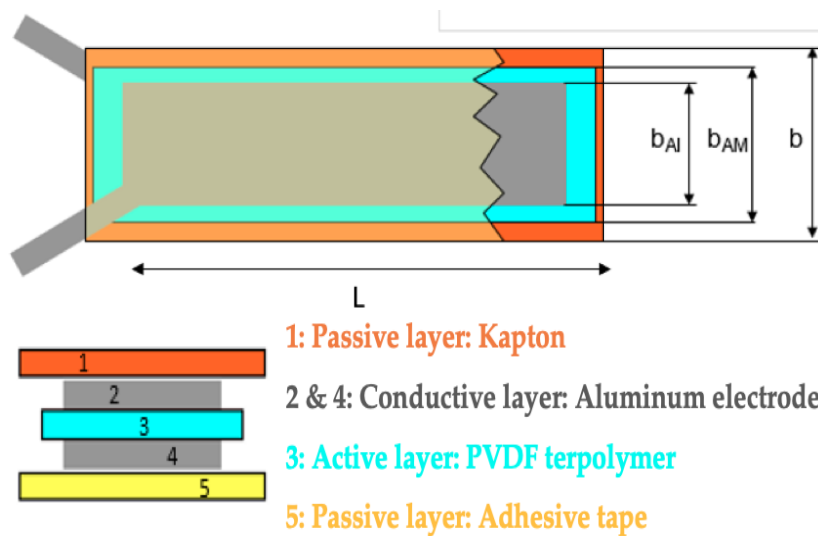 b_AI b_AM b
L
1: Passive layer: Kapton
1
2 & 4: Conductive layer: Aluminum electrode
2
3
3: Active layer: PVDF terpolymer
4
5
5: Passive layer: Adhesive tape